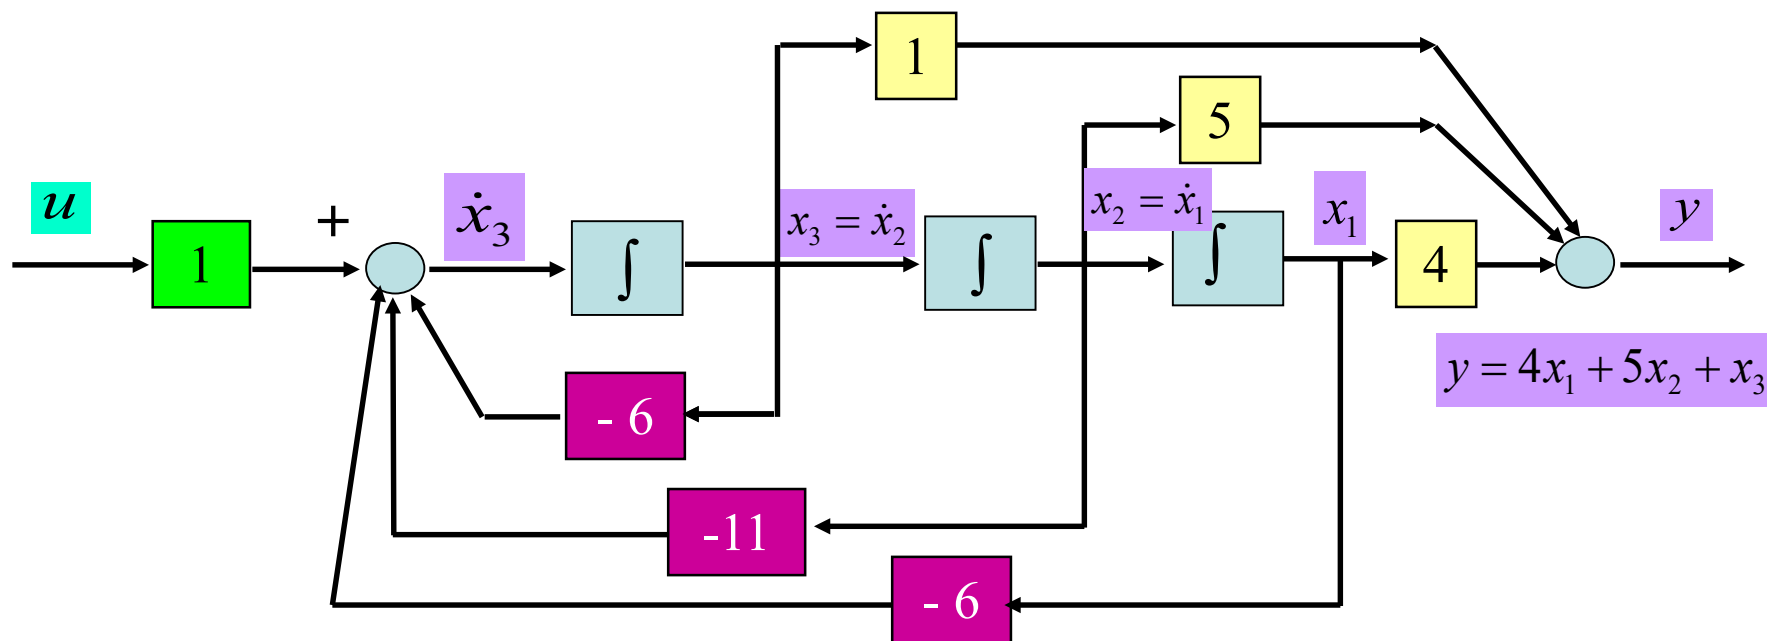 1
5
u
+
ẋ₃
x₃ = ẋ₂
x₂ = ẋ₁
x₁
y
1
∫
∫
∫
4
y = 4x₁ + 5x₂ + x₃
- 6
-11
- 6